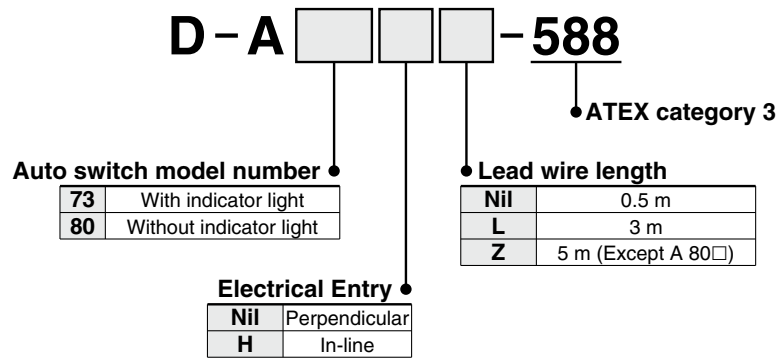 D-A □ □ □ -588
ATEX category 3
Auto switch model number
73 With indicator light
80 Without indicator light
Lead wire length
Nil 0.5 m
L 3 m
Z 5 m (Except A 80□)
Electrical Entry
Nil Perpendicular
H In-line